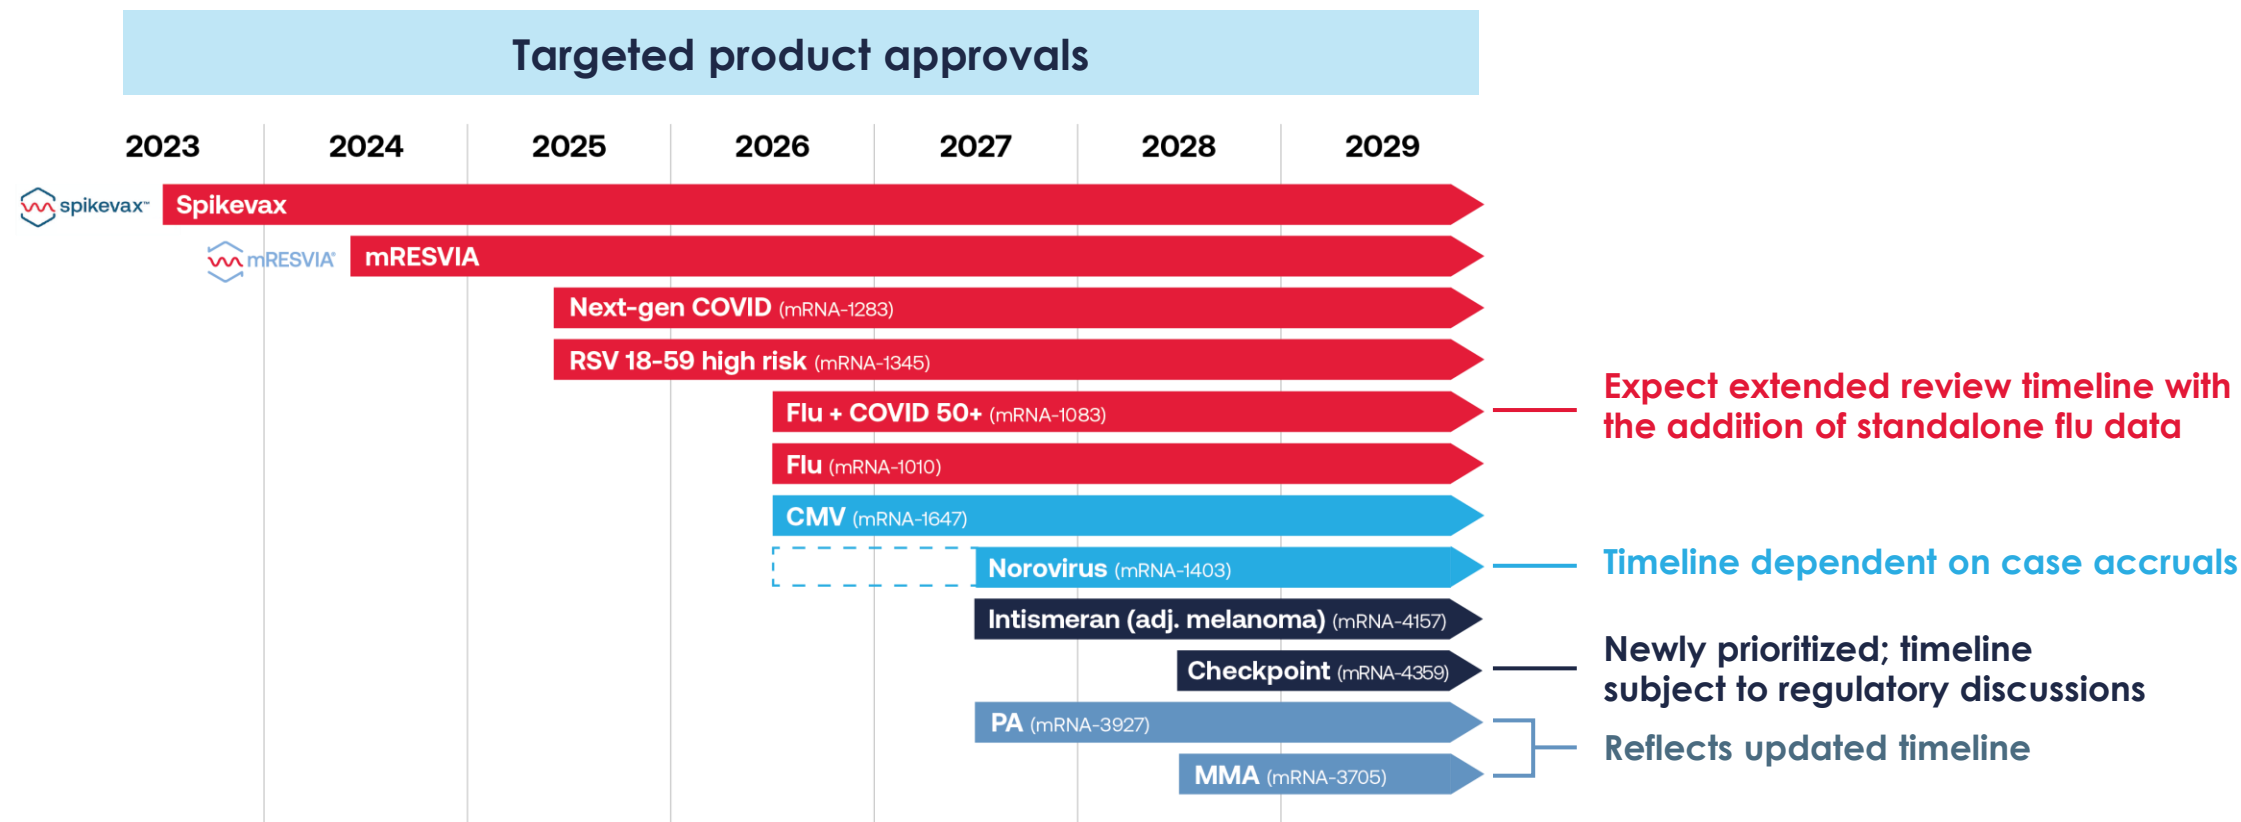 Targeted product approvals
2023 2024 2025 2026 2027 2028 2029
spikevax™ Spikevax
mRESVIA® mRESVIA
Next-gen COVID (mRNA-1283)
RSV 18-59 high risk (mRNA-1345)
Flu + COVID 50+ (mRNA-1083)
Expect extended review timeline with
the addition of standalone flu data
Flu (mRNA-1010)
CMV (mRNA-1647)
Norovirus (mRNA-1403)
Timeline dependent on case accruals
Intismeran (adj. melanoma) (mRNA-4157)
Checkpoint (mRNA-4359)
Newly prioritized; timeline
subject to regulatory discussions
PA (mRNA-3927)
MMA (mRNA-3705)
Reflects updated timeline